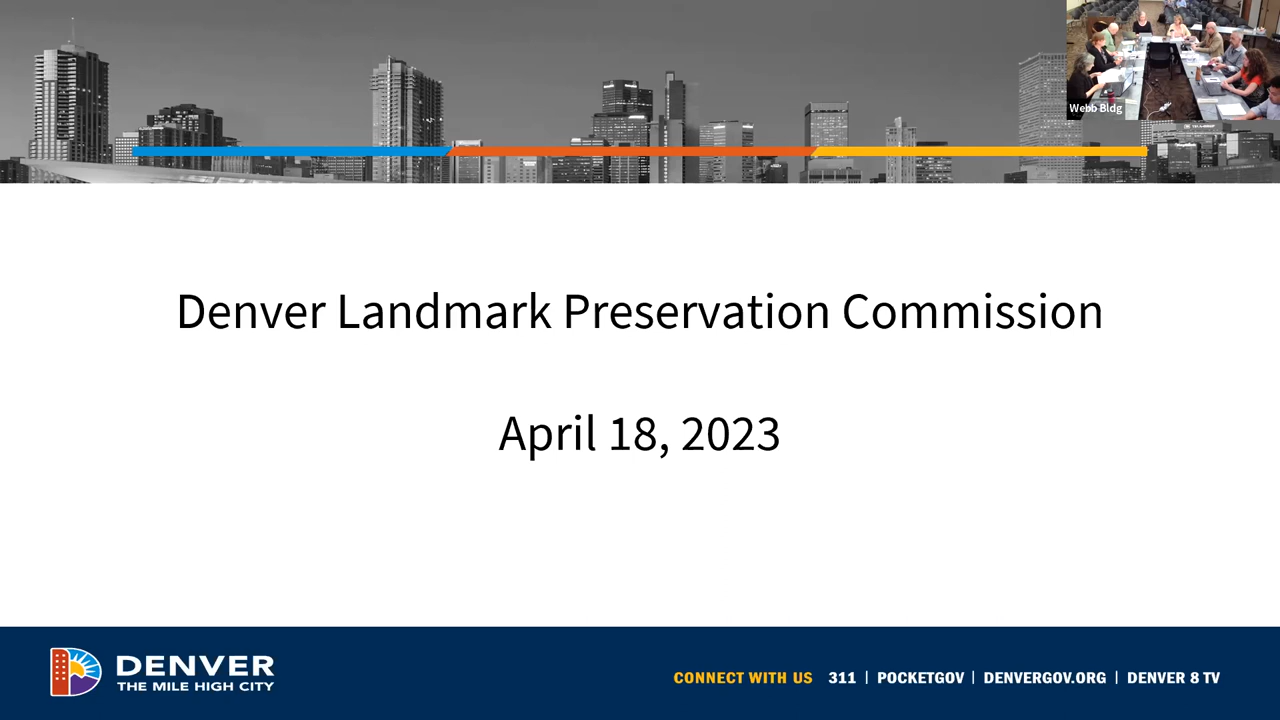 Webb Bldg
Denver Landmark Preservation Commission
April 18, 2023
DENVER
THE MILE HIGH CITY
CONNECT WITH US 311 | POCKETGOV | DENVERGOV.ORG | DENVER 8 TV